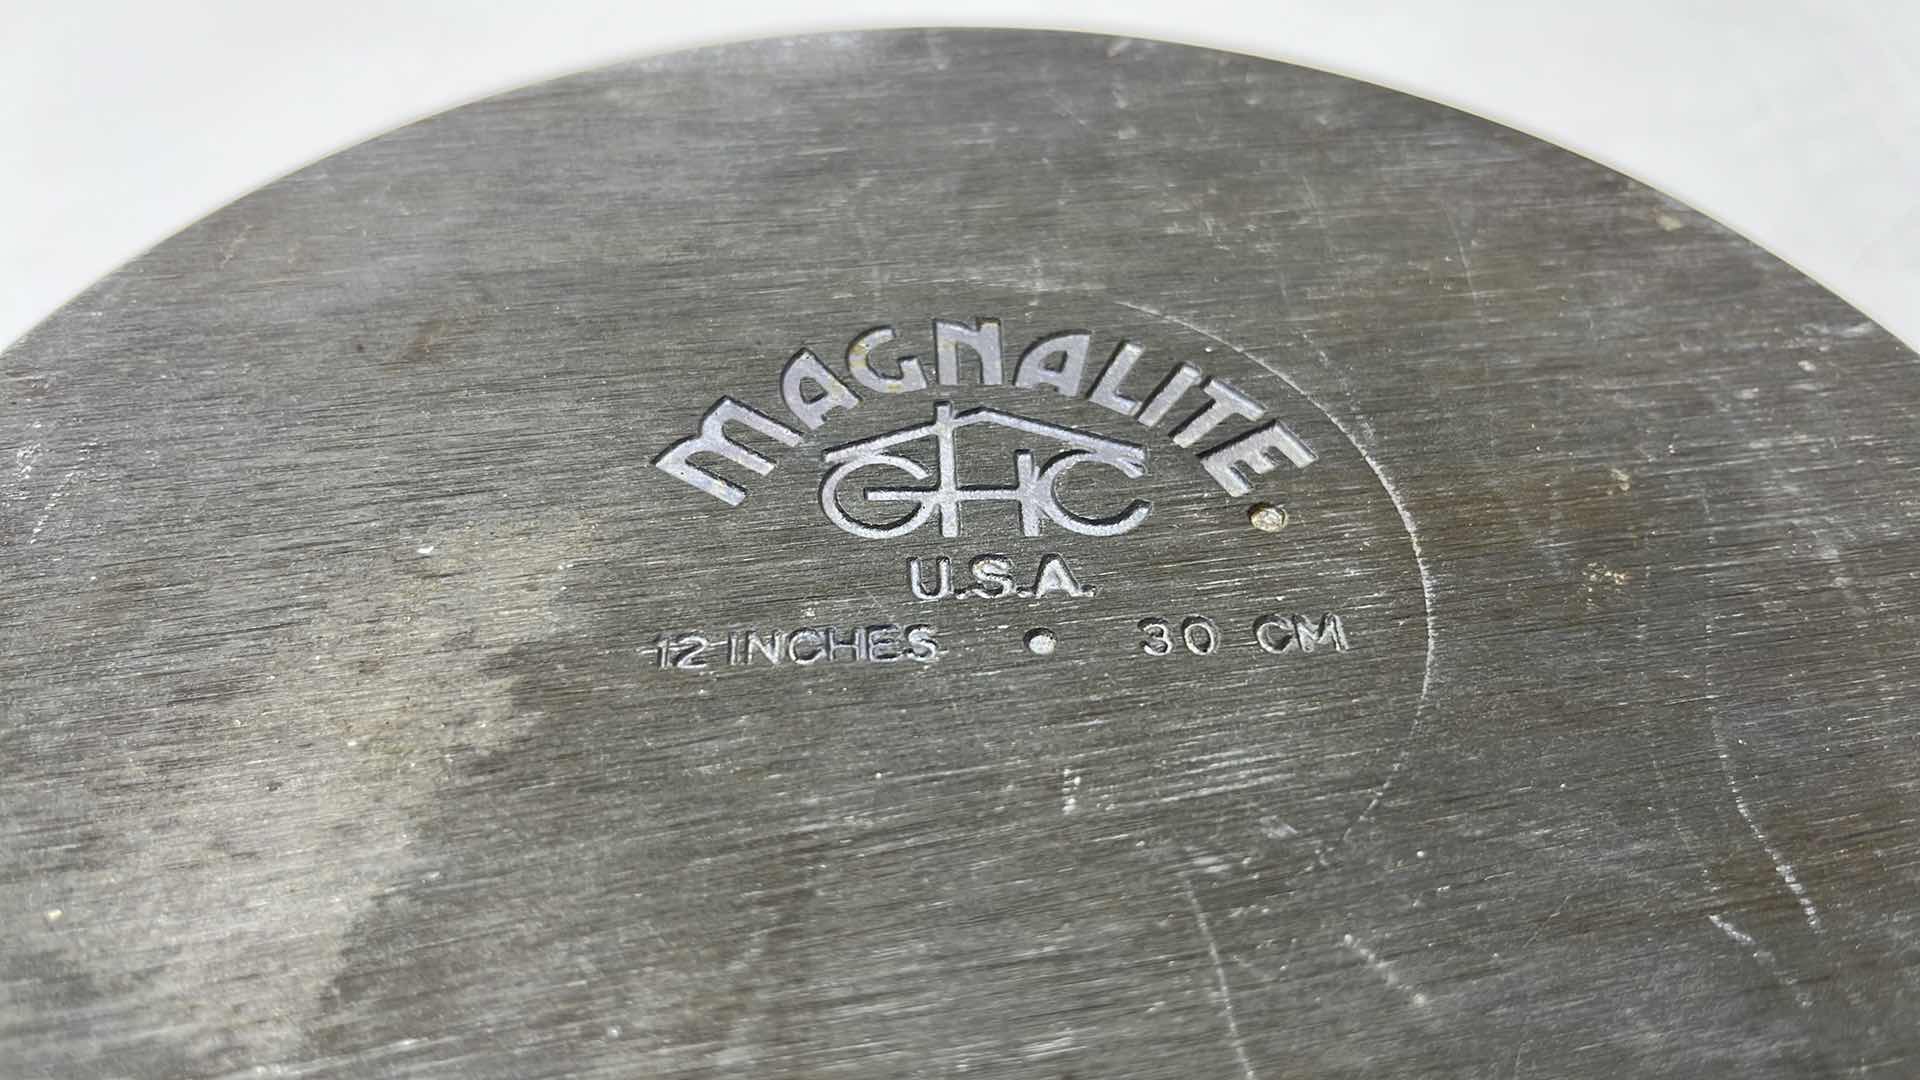 MAGNALITE
GHC
U.S.A.
12 INCHES • 30 CM